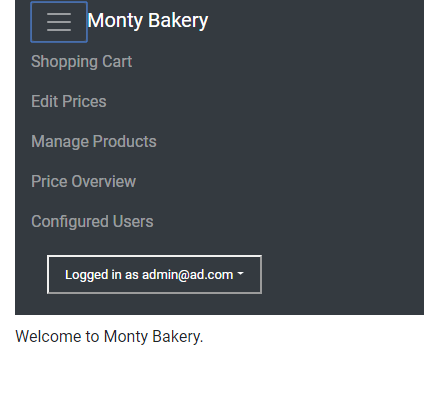 Monty Bakery
Shopping Cart
Edit Prices
Manage Products
Price Overview
Configured Users
Logged in as admin@ad.com
Welcome to Monty Bakery.